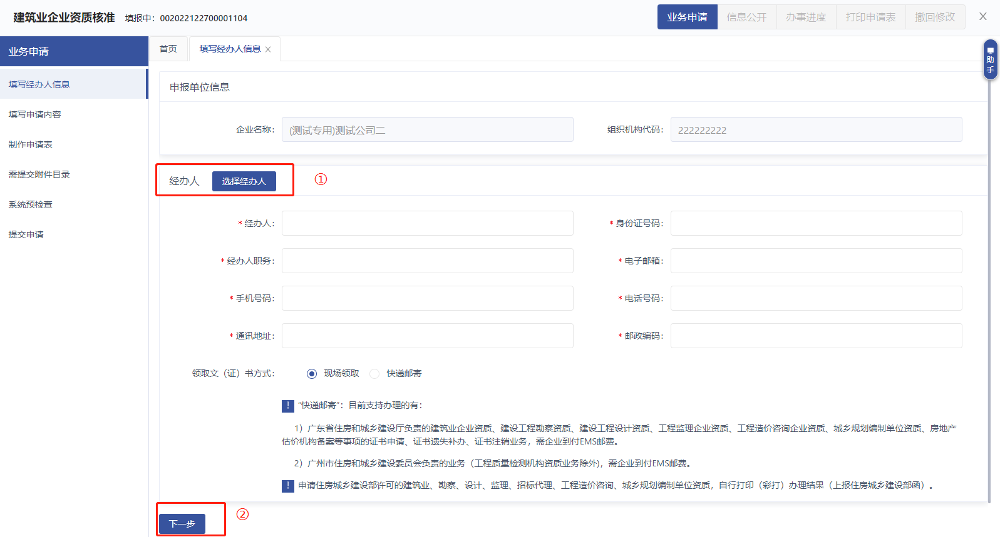 建筑业企业资质核准 填报中：002022122700001104
业务申请 信息公开 办事进度 打印申请表 撤回修改 X
业务申请
首页 填写经办人信息 ×
助手
填写经办人信息
填写申请内容
制作申请表
需提交附件目录
系统预检查
提交申请
申报单位信息
企业名称： (测试专用)测试公司二 组织机构代码： 222222222
经办人 选择经办人 ①
* 经办人： * 身份证号码：
* 经办人职务： * 电子邮箱：
* 手机号码： * 电话号码：
* 通讯地址： * 邮政编码：
领取文（证）书方式： 现场领取 快递邮寄
! “快递邮寄”：目前支持办理的有：
1）广东省住房和城乡建设厅负责的建筑业企业资质、建设工程勘察资质、建设工程设计资质、工程监理企业资质、工程造价咨询企业资质、城乡规划编制单位资质、房地产
估价机构备案等事项的证书申请、证书遗失补办、证书注销业务，需企业到付EMS邮费。
2）广州市住房和城乡建设委员会负责的业务（工程质量检测机构资质业务除外)，需企业到付EMS邮费。
! 申请住房城乡建设部许可的建筑业、勘察、设计、监理、招标代理、工程造价咨询、城乡规划编制单位资质，自行打印（彩打）办理结果（上报住房城乡建设部函）。
下一步 ②